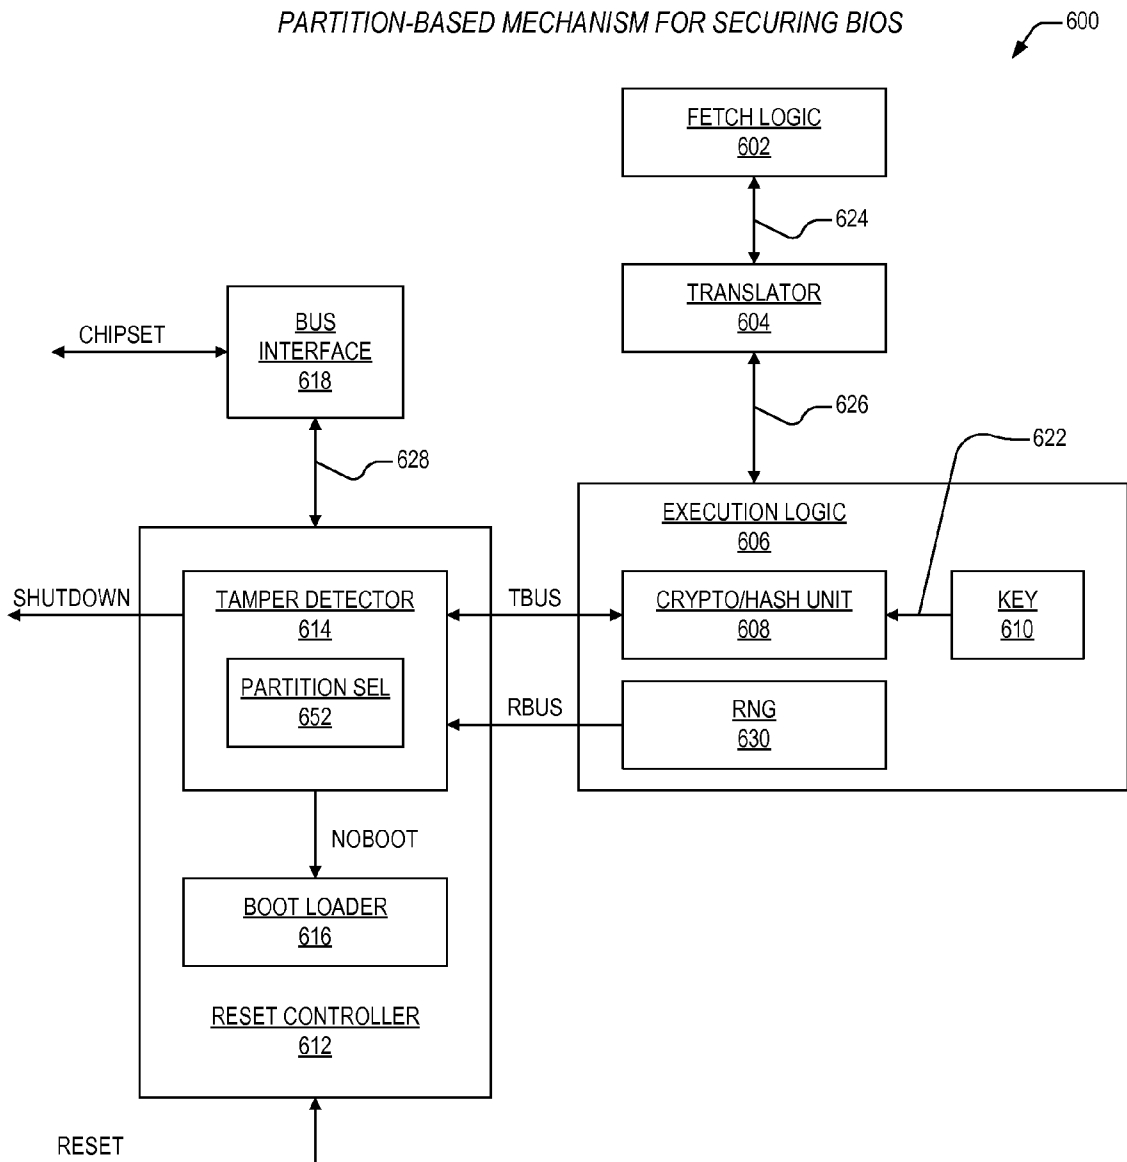 PARTITION-BASED MECHANISM FOR SECURING BIOS
600
FETCH LOGIC
602
624
TRANSLATOR
604
BUS
INTERFACE
618
CHIPSET
626
622
628
EXECUTION LOGIC
606
SHUTDOWN
TAMPER DETECTOR
614
TBUS
CRYPTO/HASH UNIT
608
KEY
610
PARTITION SEL
652
RBUS
RNG
630
NOBOOT
BOOT LOADER
616
RESET CONTROLLER
612
RESET